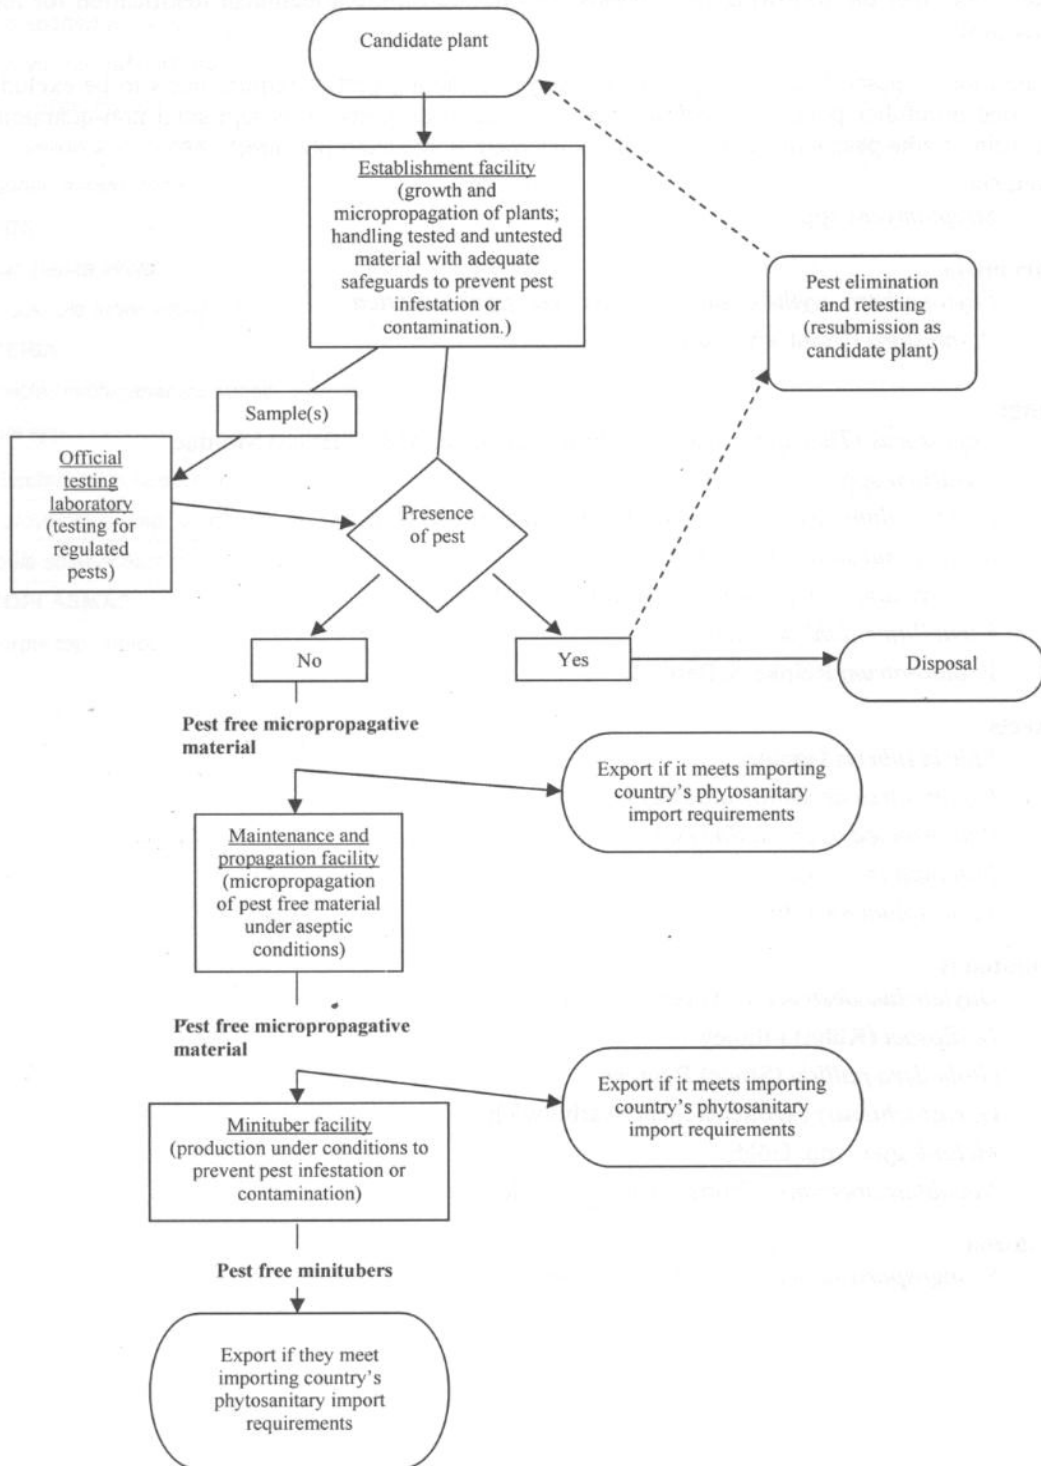 Candidate plant
Establishment facility
(growth and
micropropagation of plants;
handling tested and untested
material with adequate
safeguards to prevent pest
infestation or
contamination.)
Pest elimination
and retesting
(resubmission as
candidate plant)
Sample(s)
Official
testing
laboratory
(testing for
regulated
pests)
Presence
of pest
No
Yes
Disposal
Pest free micropropagative
material
Export if it meets importing
country's phytosanitary
import requirements
Maintenance and
propagation facility
(micropropagation
of pest free material
under aseptic
conditions)
Pest free micropropagative
material
Export if it meets importing
country's phytosanitary
import requirements
Minituber facility
(production under conditions to
prevent pest infestation or
contamination)
Pest free minitubers
Export if they meet
importing country's
phytosanitary import
requirements